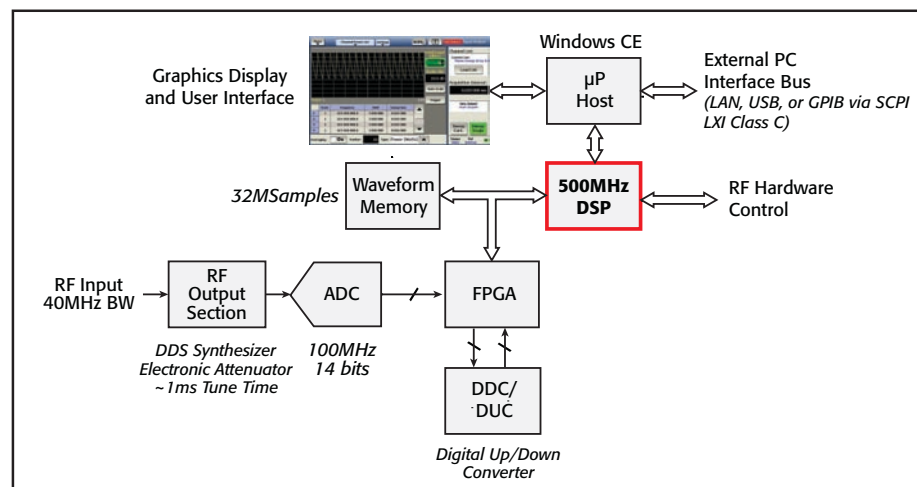 Windows CE
Graphics Display
and User Interface
µP
Host
External PC
Interface Bus
(LAN, USB, or GPIB via SCPI
LXI Class C)
32MSamples
Waveform
Memory
500MHz
DSP
RF Hardware
Control
RF Input
40MHz BW
RF
Output
Section
ADC
FPGA
DDS Synthesizer
Electronic Attenuator
~1ms Tune Time
100MHz
14 bits
DDC/
DUC
Digital Up/Down
Converter